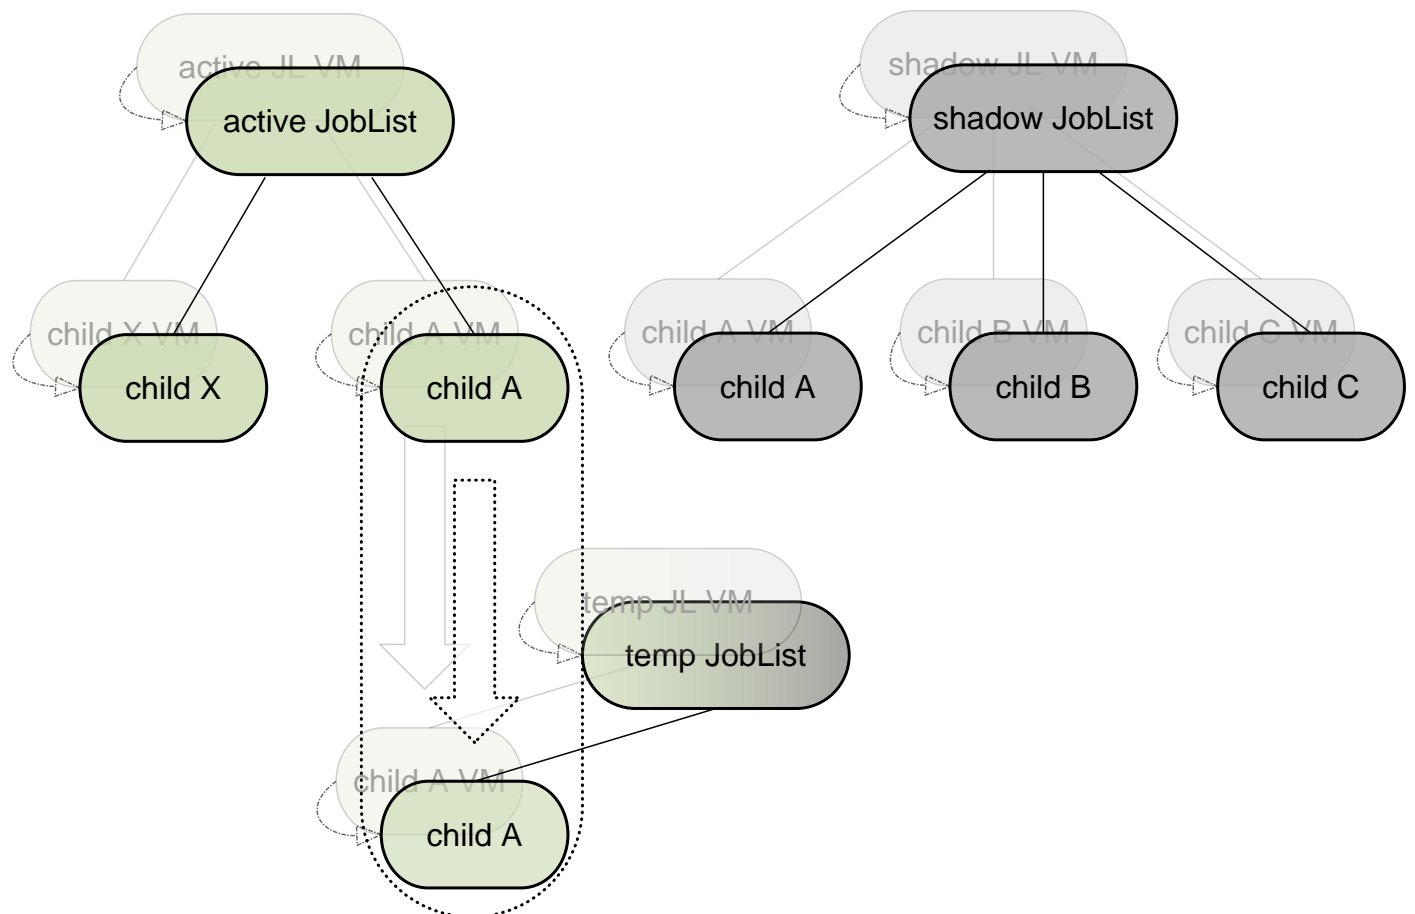 active JL VM
active JobList
shadow JL VM
shadow JobList
child X VM
child X
child A VM
child A
child A VM
child A
child B VM
child B
child C VM
child C
temp JL VM
temp JobList
child A VM
child A